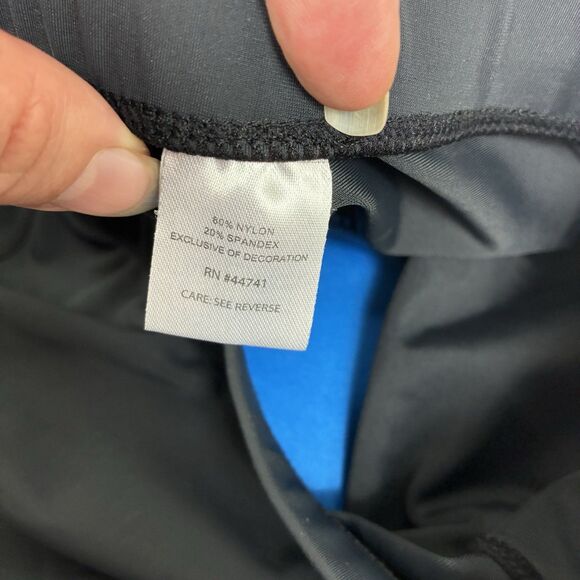 80% NYLON
20% SPANDEX
EXCLUSIVE OF DECORATION
RN #44741
CARE: SEE REVERSE